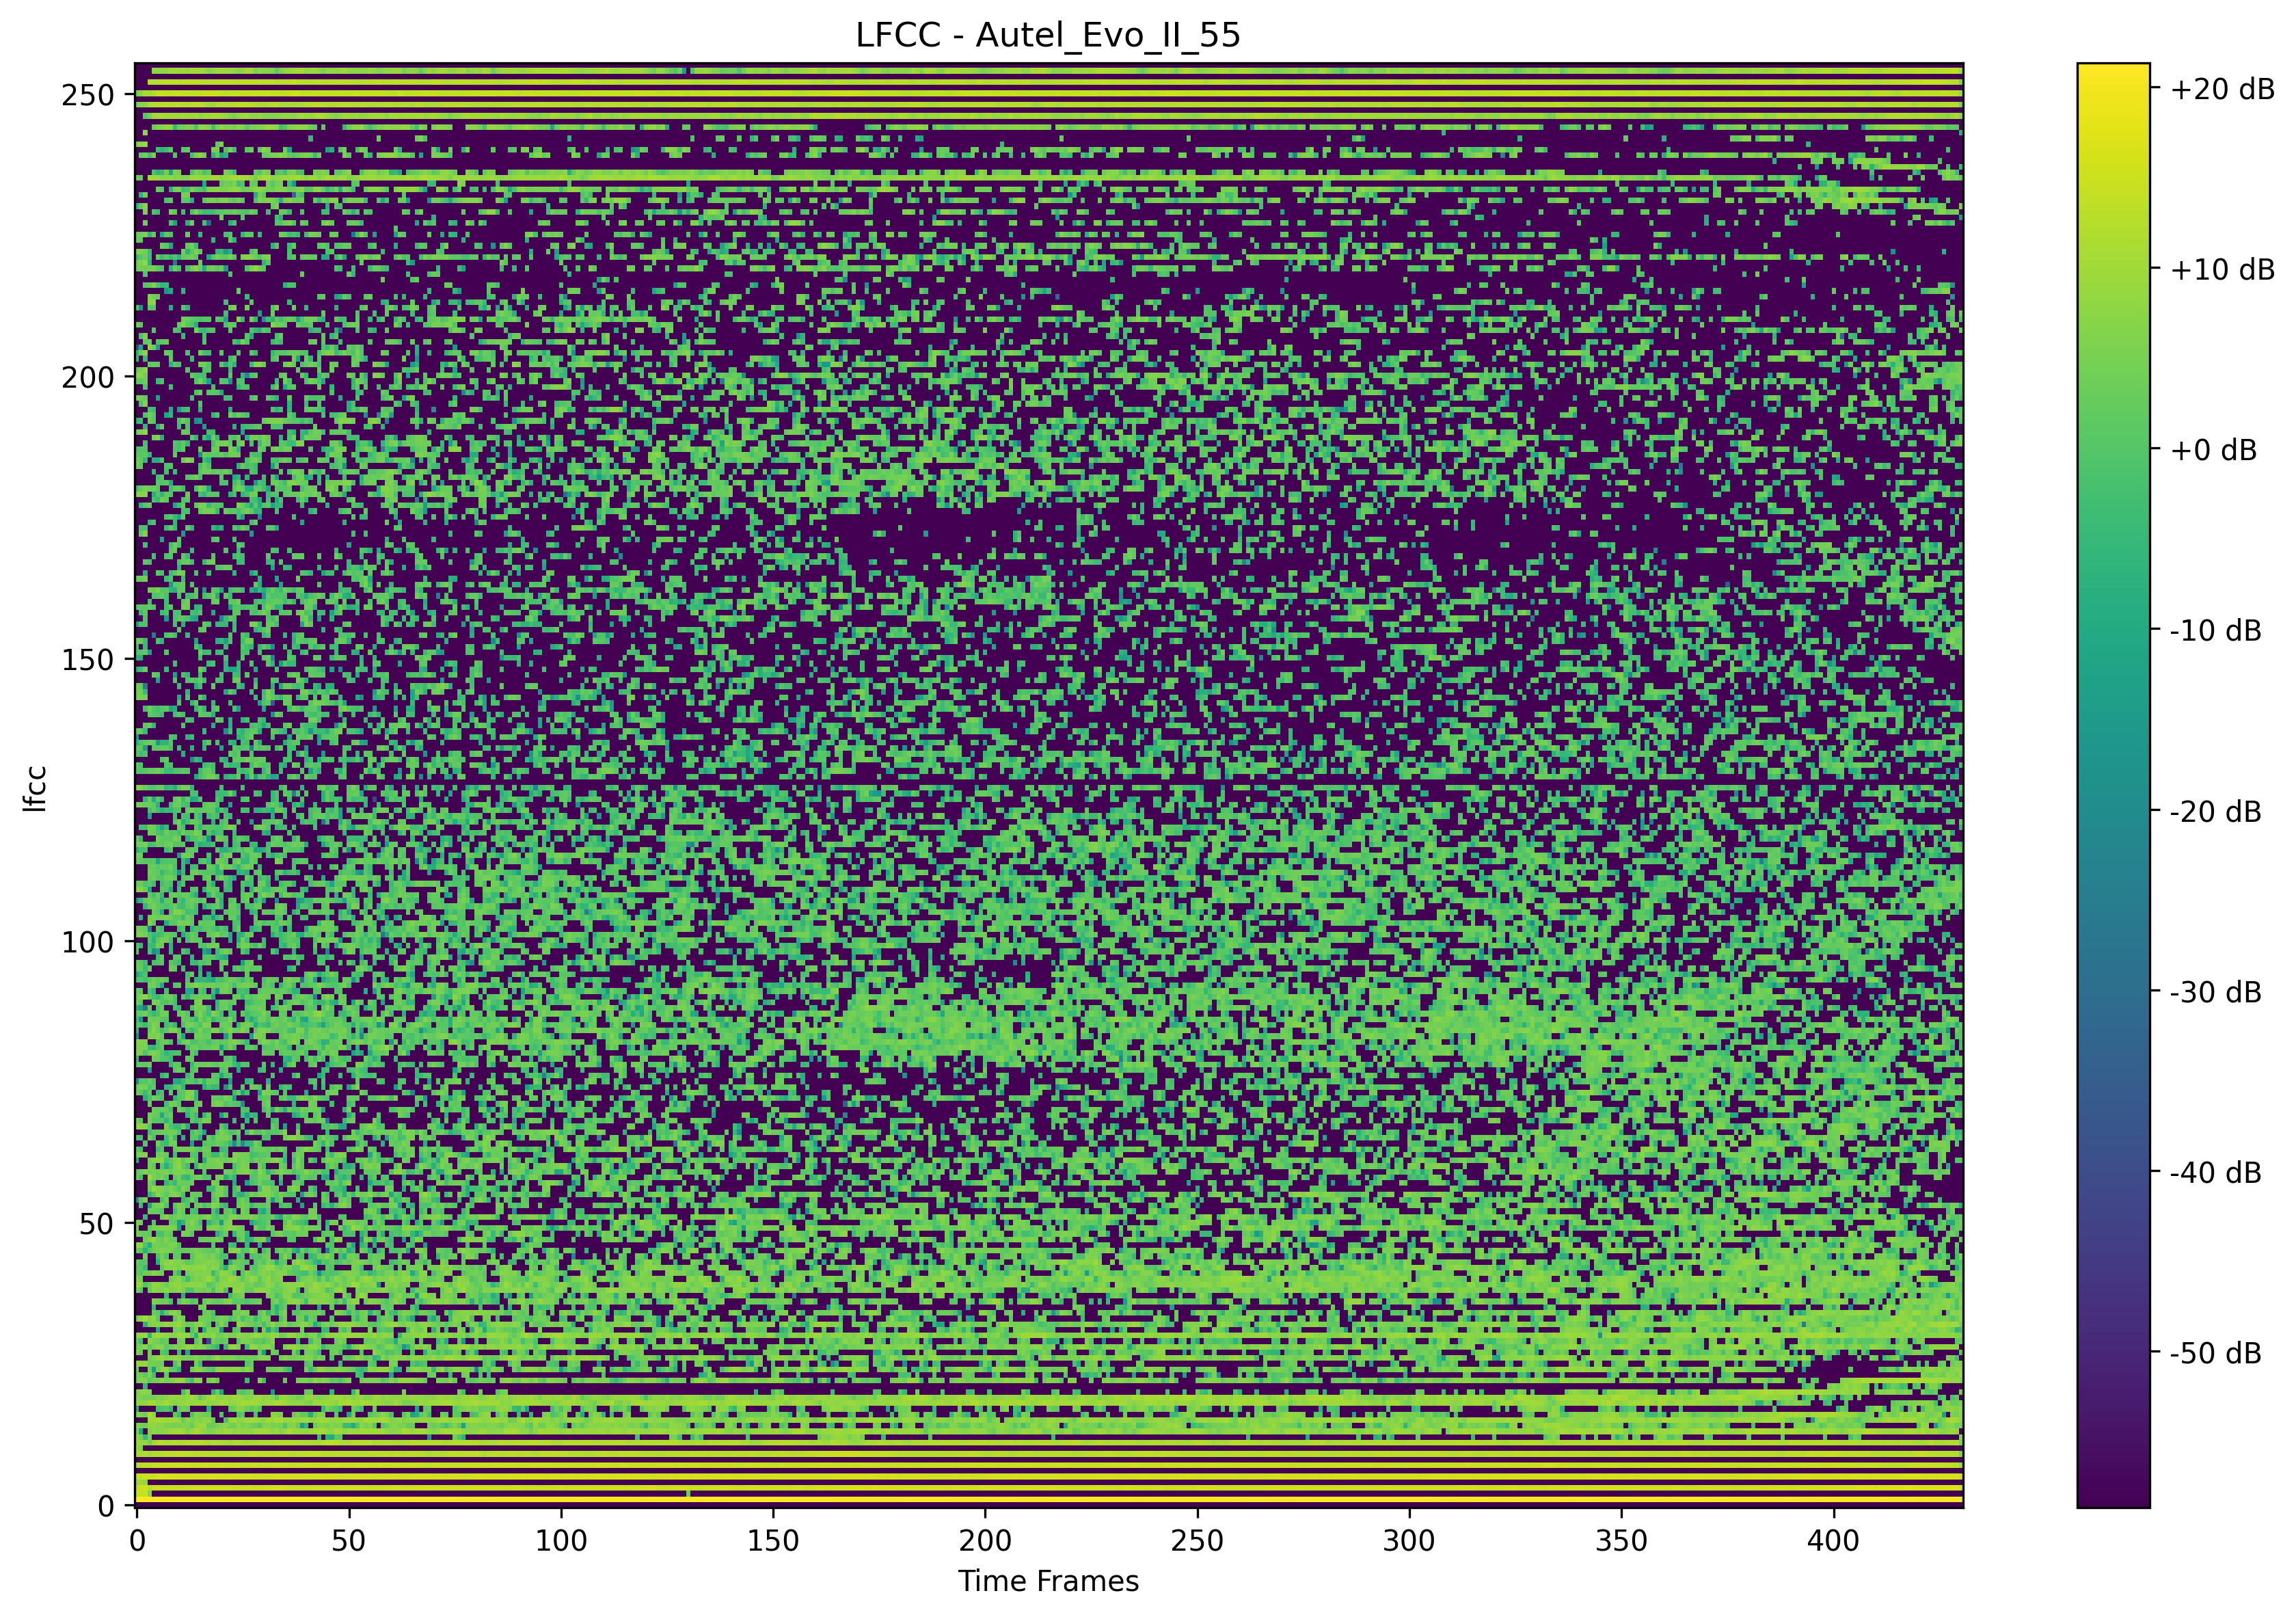 LFCC - Autel_Evo_II_55
250
200
150
100
50
0
lfcc
0 50 100 150 200 250 300 350 400
Time Frames
+20 dB
+10 dB
+0 dB
-10 dB
-20 dB
-30 dB
-40 dB
-50 dB